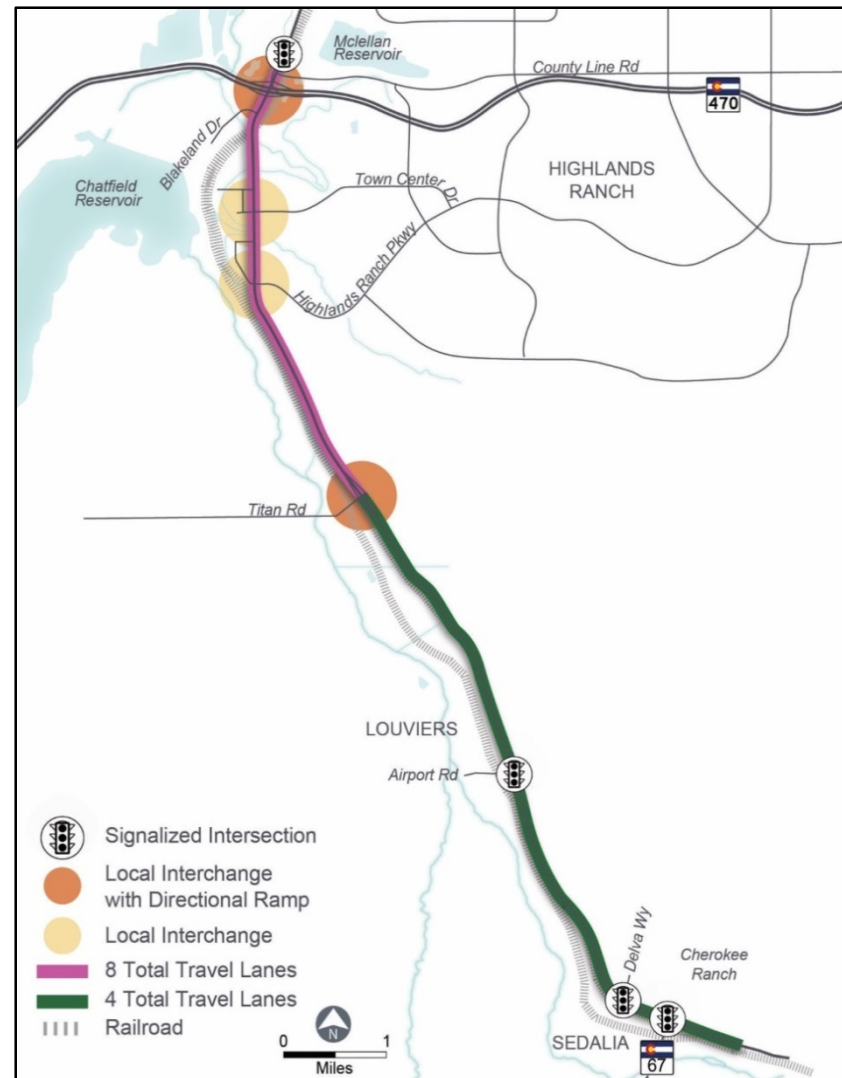 Mclellan
Reservoir
County Line Rd
470
Blakeland Dr
Chatfield
Reservoir
Town Center
Dr
HIGHLANDS
RANCH
Highlands Ranch Pkwy
Titan Rd
LOUVIERS
Airport Rd
Delva Wy
Cherokee
Ranch
SEDALIA
67
Signalized Intersection
Local Interchange
with Directional Ramp
Local Interchange
8 Total Travel Lanes
4 Total Travel Lanes
Railroad
N
0 1
Miles